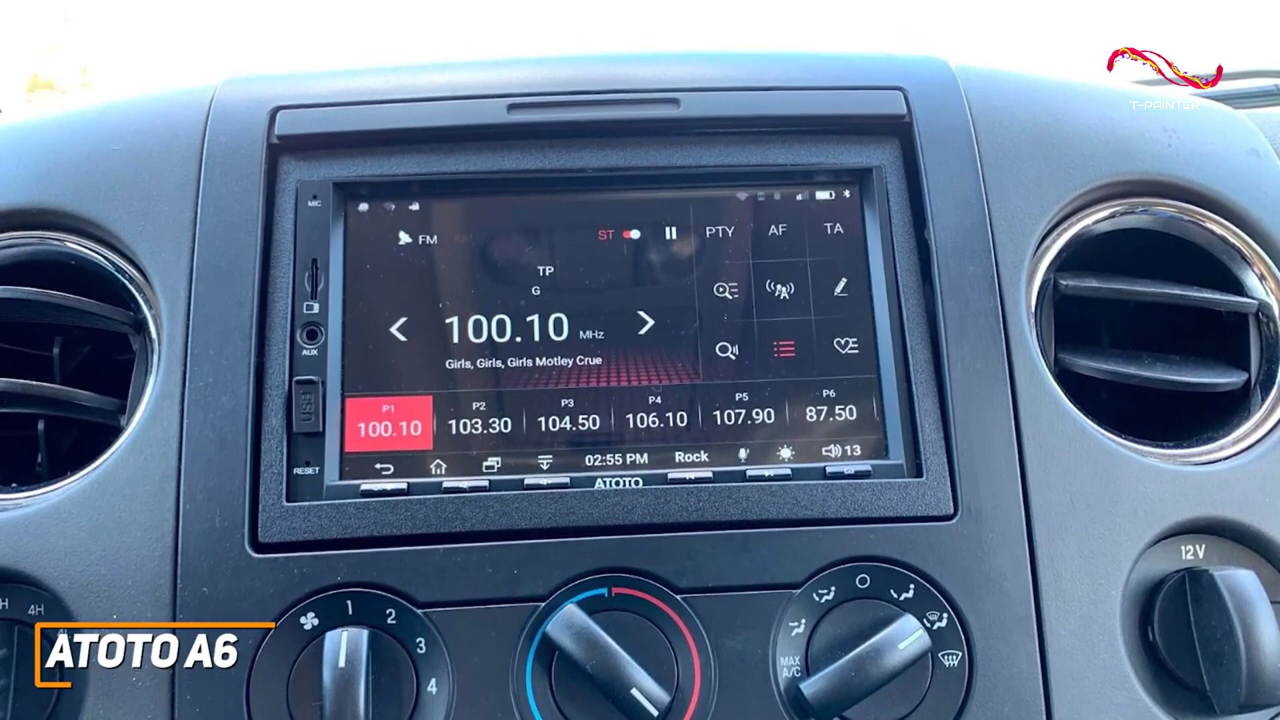 T-PAINTER
MIC
FM
ST
PTY
AF
TA
TP
G
100.10 MHz
Girls, Girls, Girls Motley Crue
AUX
USB
RESET
P1
100.10
P2
103.30
P3
104.50
P4
106.10
P5
107.90
P6
87.50
02:55 PM
Rock
13
ATOTO
12V
4H
1
2
3
4
MAX
A/C
ATOTO A6